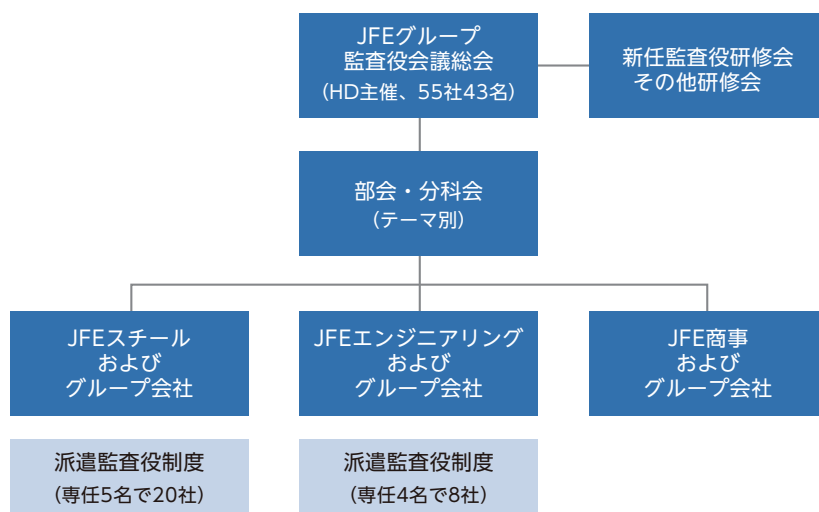 JFEグループ
監査役会議総会
（HD主催、55社43名）
新任監査役研修会
その他研修会
部会・分科会
（テーマ別）
JFEスチール
および
グループ会社
JFEエンジニアリング
および
グループ会社
JFE商事
および
グループ会社
派遣監査役制度
（専任5名で20社）
派遣監査役制度
（専任4名で8社）